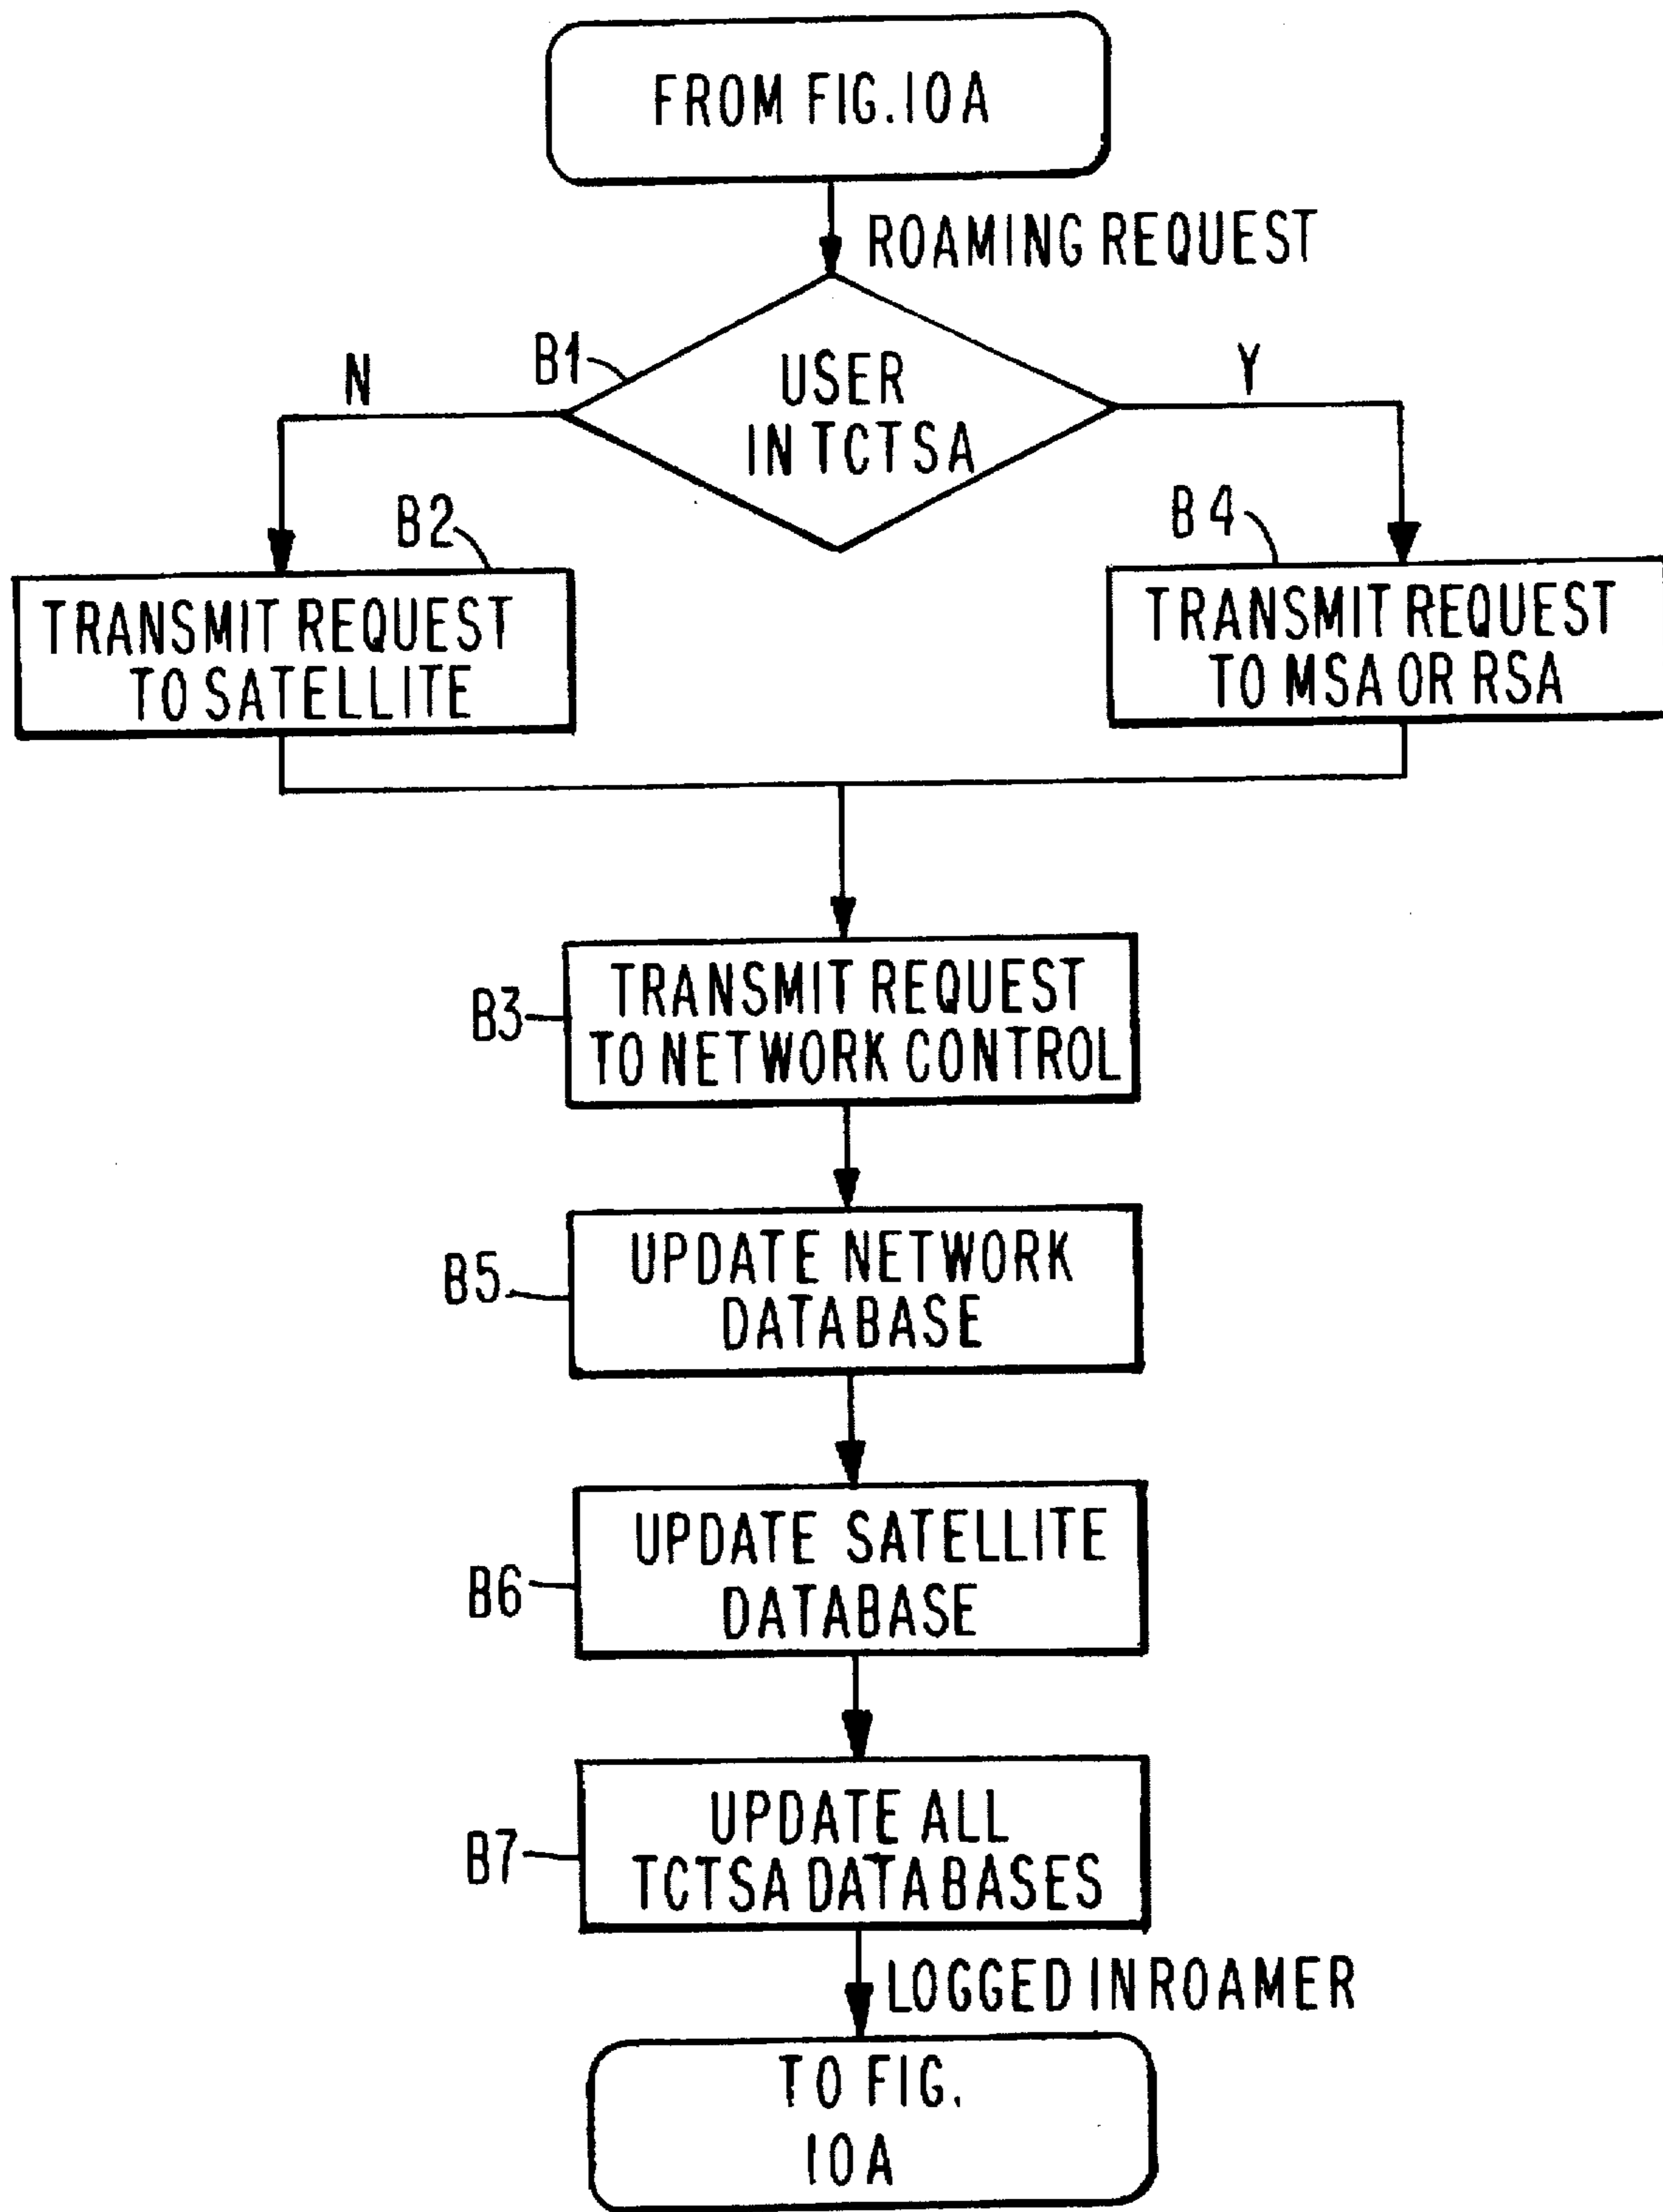 FROM FIG.10A
ROAMING REQUEST
B1
N
Y
USER
IN TCTSA
B2
B4
TRANSMIT REQUEST
TO SATELLITE
TRANSMIT REQUEST
TO MSA OR RSA
B3
TRANSMIT REQUEST
TO NETWORK CONTROL
B5
UPDATE NETWORK
DATABASE
B6
UPDATE SATELLITE
DATABASE
B7
UPDATE ALL
TCTSA DATABASES
LOGGED IN ROAMER
TO FIG.
10A